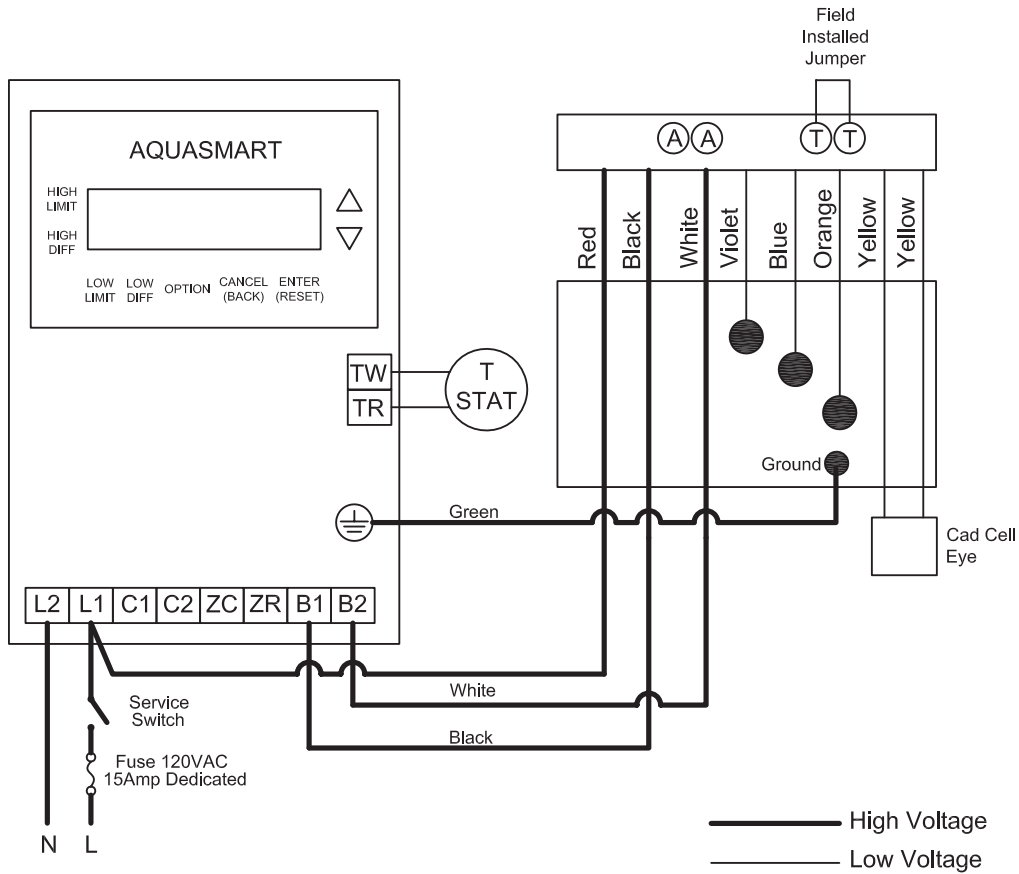 Field
Installed
Jumper
AQUASMART
HIGH
LIMIT
HIGH
DIFF
LOW
LIMIT
LOW
DIFF
OPTION
CANCEL
(BACK)
ENTER
(RESET)
A A T T
Red
Black
White
Violet
Blue
Orange
Yellow
Yellow
TW
TR
T
STAT
Ground
Green
Cad Cell
Eye
L2 L1 C1 C2 ZC ZR B1 B2
White
Black
Service
Switch
Fuse 120VAC
15Amp Dedicated
N L
High Voltage
Low Voltage